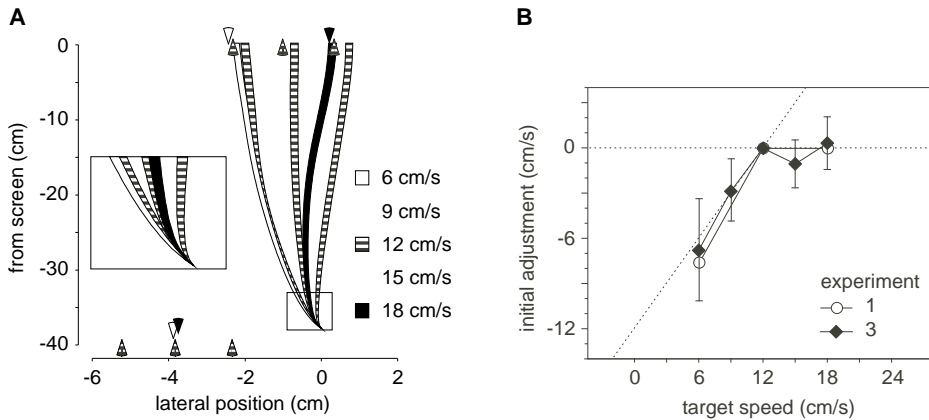 A
0
-10
-20
-30
-40
from screen (cm)
-6
-4
-2
0
2
lateral position (cm)
6 cm/s
9 cm/s
12 cm/s
15 cm/s
18 cm/s
B
0
-6
-12
initial adjustment (cm/s)
experiment
1
3
0
6
12
18
24
target speed (cm/s)